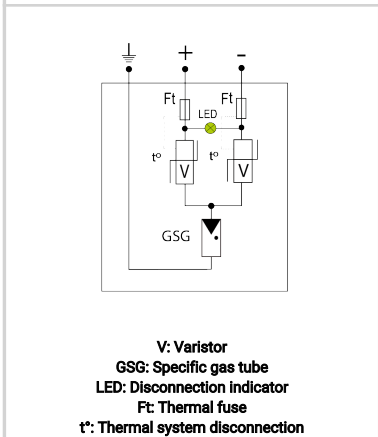 + -
Ft Ft
LED
t° t°
V V
GSG
V: Varistor
GSG: Specific gas tube
LED: Disconnection indicator
Ft: Thermal fuse
t°: Thermal system disconnection